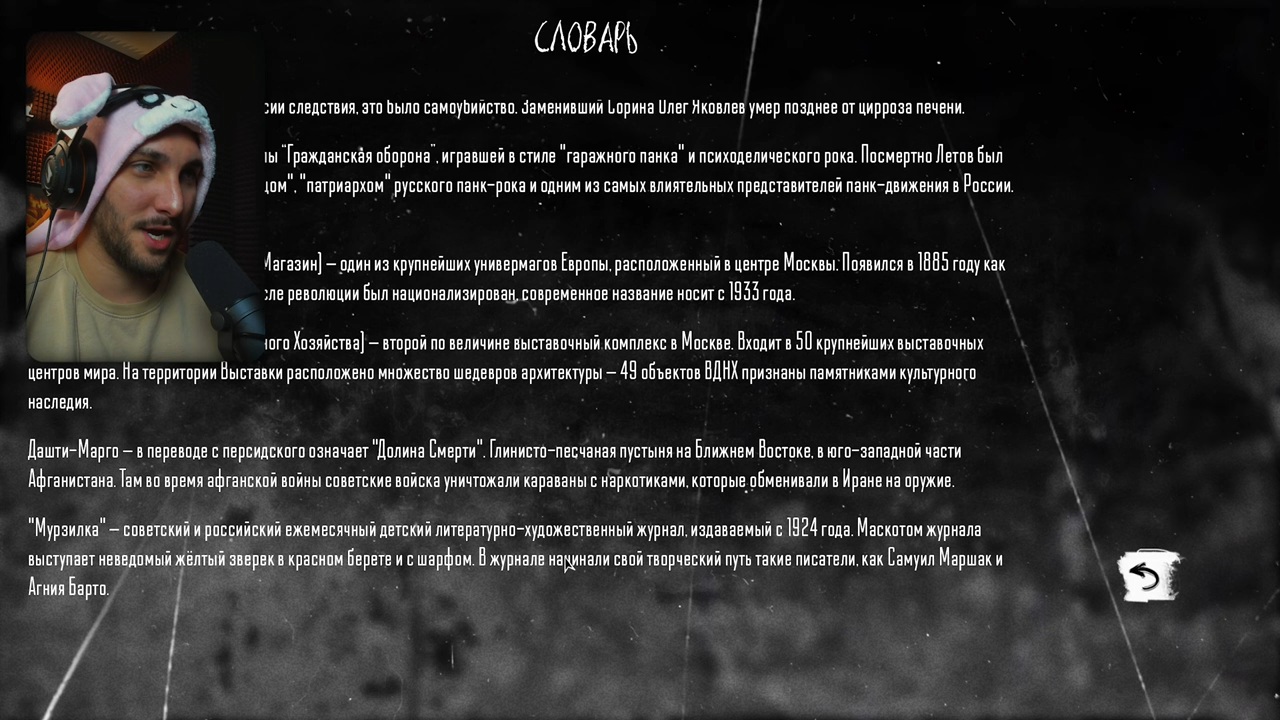 СЛОВАРЬ
сии следствия, это было самоубийство. Заменивший Сорина Олег Яковлев умер позднее от цирроза печени.
"Гражданская оборона", игравшей в стиле "гаражного панка" и психоделического рока. Посмертно Летов был
"патриархом" русского панк-рока и одним из самых влиятельных представителей панк-движения в России.
Магазин) – один из крупнейших универмагов Европы, расположенный в центре Москвы. Появился в 1885 году как
сле революции был национализирован, современное название носит с 1933 года.
ного Хозяйства) – второй по величине выставочный комплекс в Москве. Входит в 50 крупнейших выставочных
центров мира. На территории Выставки расположено множество шедевров архитектуры – 49 объектов ВДНХ признаны памятниками культурного
наследия.
Дашти-Марго – в переводе с персидского означает "Долина Смерти". Глинисто-песчаная пустыня на Ближнем Востоке, в юго-западной части
Афганистана. Там во время афганской войны советские войска уничтожали караваны с наркотиками, которые обменивали в Иране на оружие.
"Мурзилка" – советский и российский ежемесячный детский литературно-художественный журнал, издаваемый с 1924 года. Маскотом журнала
выступает неведомый жёлтый зверек в красном берете и с шарфом. В журнале начинали свой творческий путь такие писатели, как Самуил Маршак и
Агния Барто.